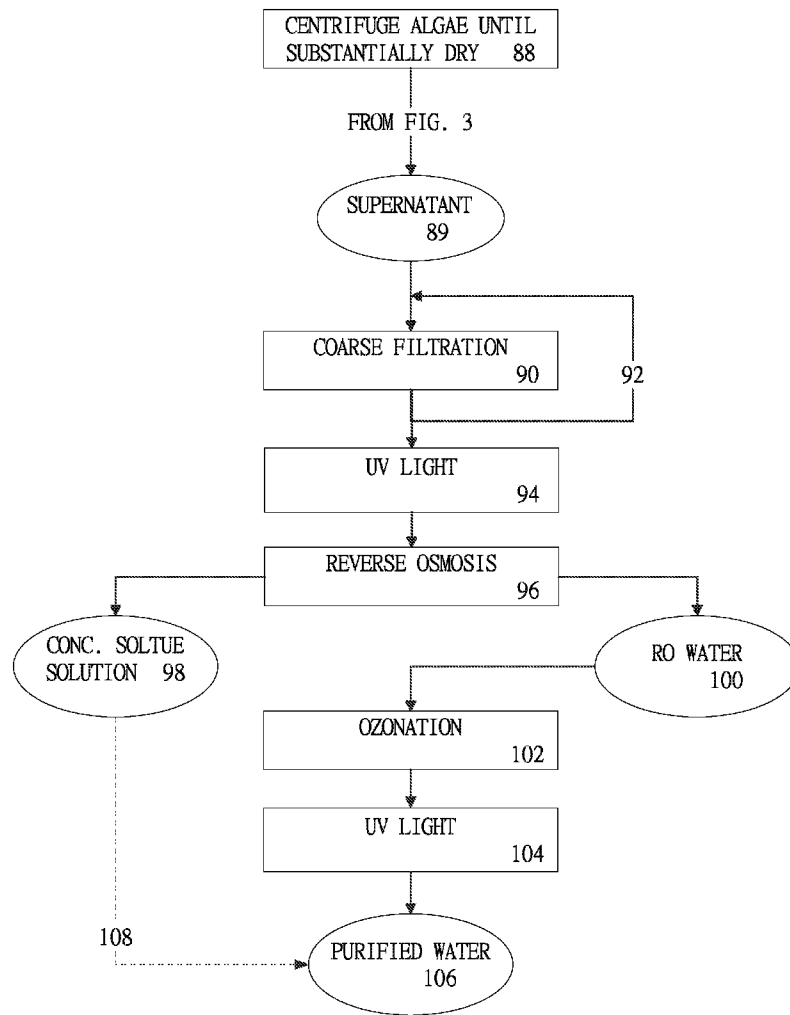 CENTRIFUGE ALGAE UNTIL
SUBSTANTIALLY DRY 88
FROM FIG. 3
SUPERNATANT
89
COARSE FILTRATION
90
92
UV LIGHT
94
REVERSE OSMOSIS
96
CONC. SOLTUE
SOLUTION 98
RO WATER
100
OZONATION
102
UV LIGHT
104
108
PURIFIED WATER
106